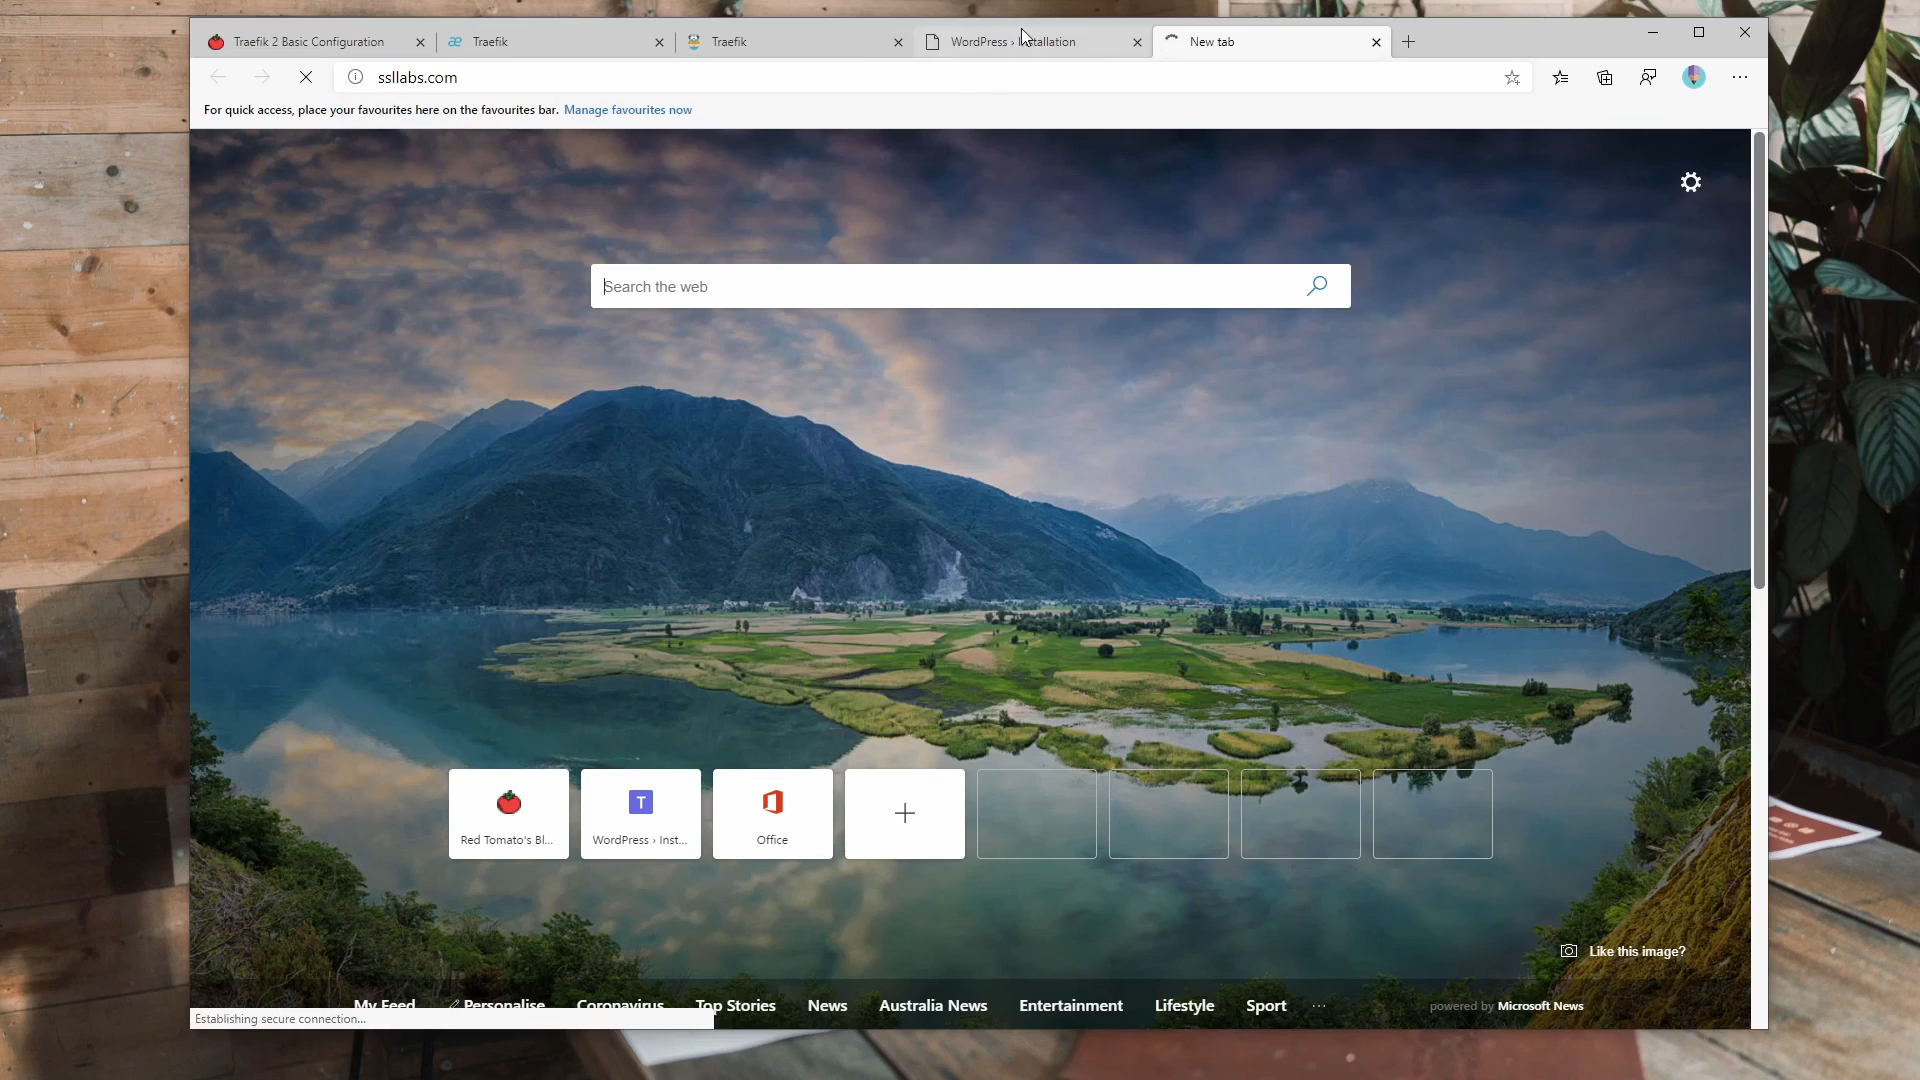 Traefik 2 Basic Configuration
Traefik
Traefik
WordPress › Installation
New tab
ssllabs.com
For quick access, place your favourites here on the favourites bar. Manage favourites now
Search the web
Red Tomato's Bl...
T
WordPress › Inst...
Office
Like this image?
My Feed
Personalise
Coronavirus
Top Stories
News
Australia News
Entertainment
Lifestyle
Sport
...
powered by Microsoft News
Establishing secure connection...